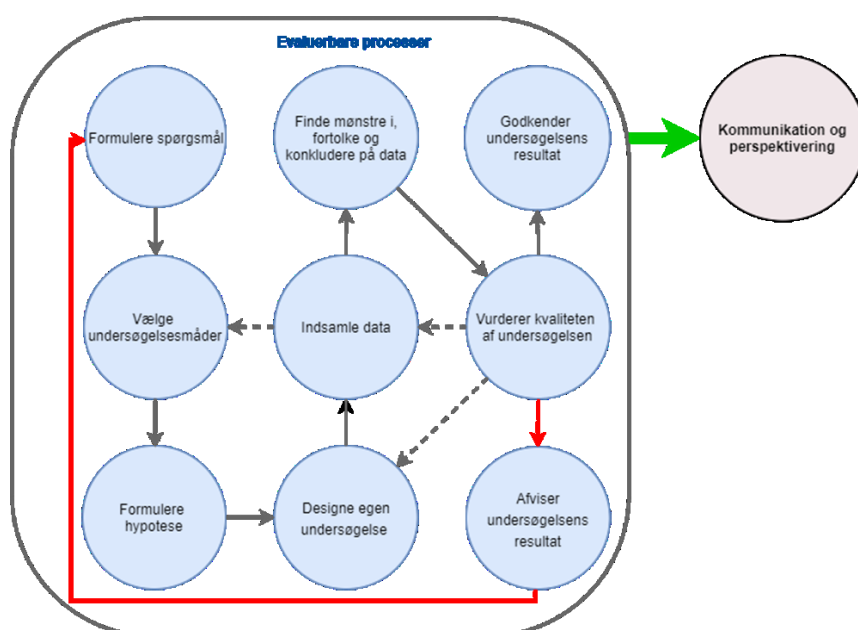 Evaluerbare processer
Formulere spørgsmål
Finde mønstre i,
fortolke og
konkludere på data
Godkender
undersøgelsens
resultat
Kommunikation og
perspektivering
Vælge
undersøgelsesmåder
Indsamle data
Vurderer kvaliteten
af undersøgelsen
Formulere
hypotese
Designe egen
undersøgelse
Afviser
undersøgelsens
resultat